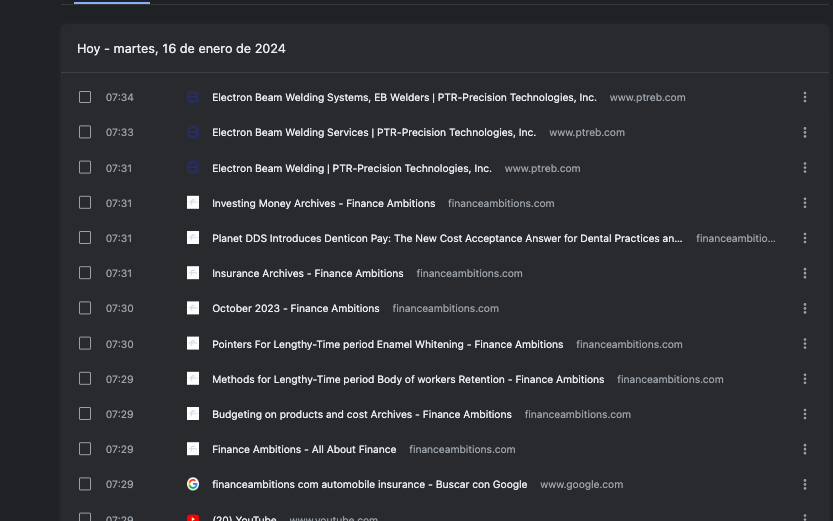 Hoy - martes, 16 de enero de 2024
07:34 Electron Beam Welding Systems, EB Welders | PTR-Precision Technologies, Inc. www.ptreb.com
07:33 Electron Beam Welding Services | PTR-Precision Technologies, Inc. www.ptreb.com
07:31 Electron Beam Welding | PTR-Precision Technologies, Inc. www.ptreb.com
07:31 Investing Money Archives - Finance Ambitions financeambitions.com
07:31 Planet DDS Introduces Denticon Pay: The New Cost Acceptance Answer for Dental Practices an... financeambitio...
07:31 Insurance Archives - Finance Ambitions financeambitions.com
07:30 October 2023 - Finance Ambitions financeambitions.com
07:30 Pointers For Lengthy-Time period Enamel Whitening - Finance Ambitions financeambitions.com
07:29 Methods for Lengthy-Time period Body of workers Retention - Finance Ambitions financeambitions.com
07:29 Budgeting on products and cost Archives - Finance Ambitions financeambitions.com
07:29 Finance Ambitions - All About Finance financeambitions.com
07:29 financeambitions com automobile insurance - Buscar con Google www.google.com
07:29 (20) YouTube www.youtube.com